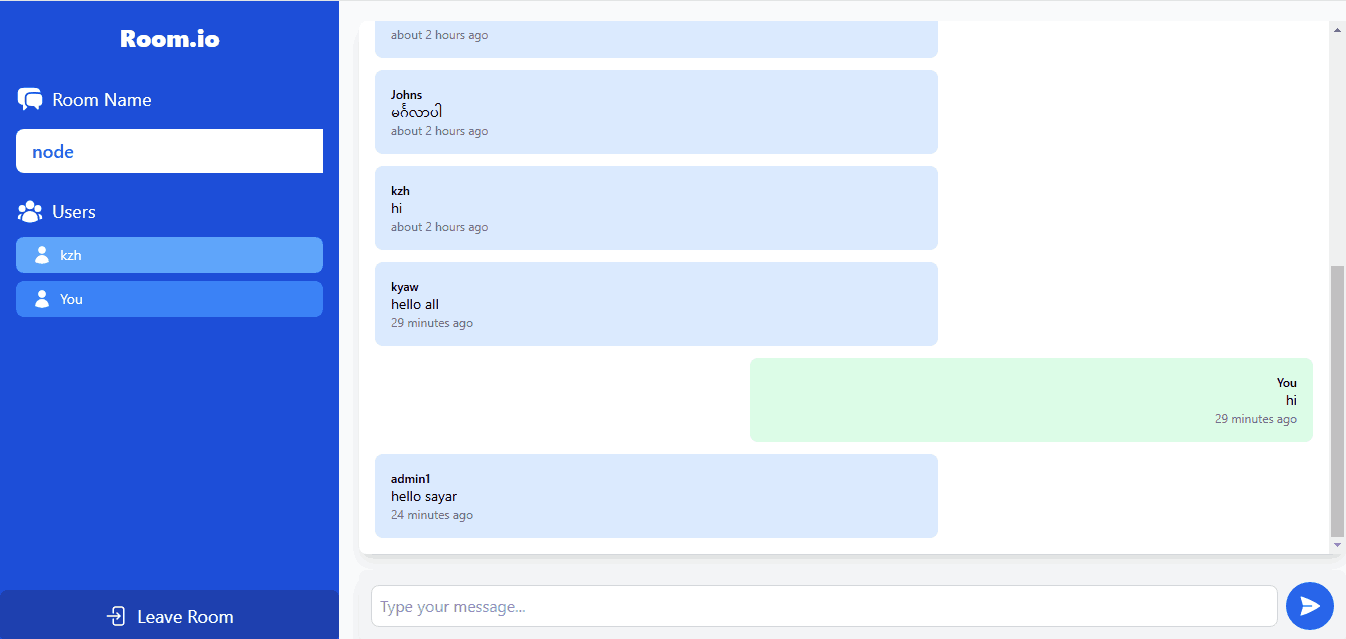 Room.io
Room Name
node
Users
kzh
You
Leave Room
about 2 hours ago
Johns
မင်္ဂလာပါ
about 2 hours ago
kzh
hi
about 2 hours ago
kyaw
hello all
29 minutes ago
You
hi
29 minutes ago
admin1
hello sayar
24 minutes ago
Type your message...